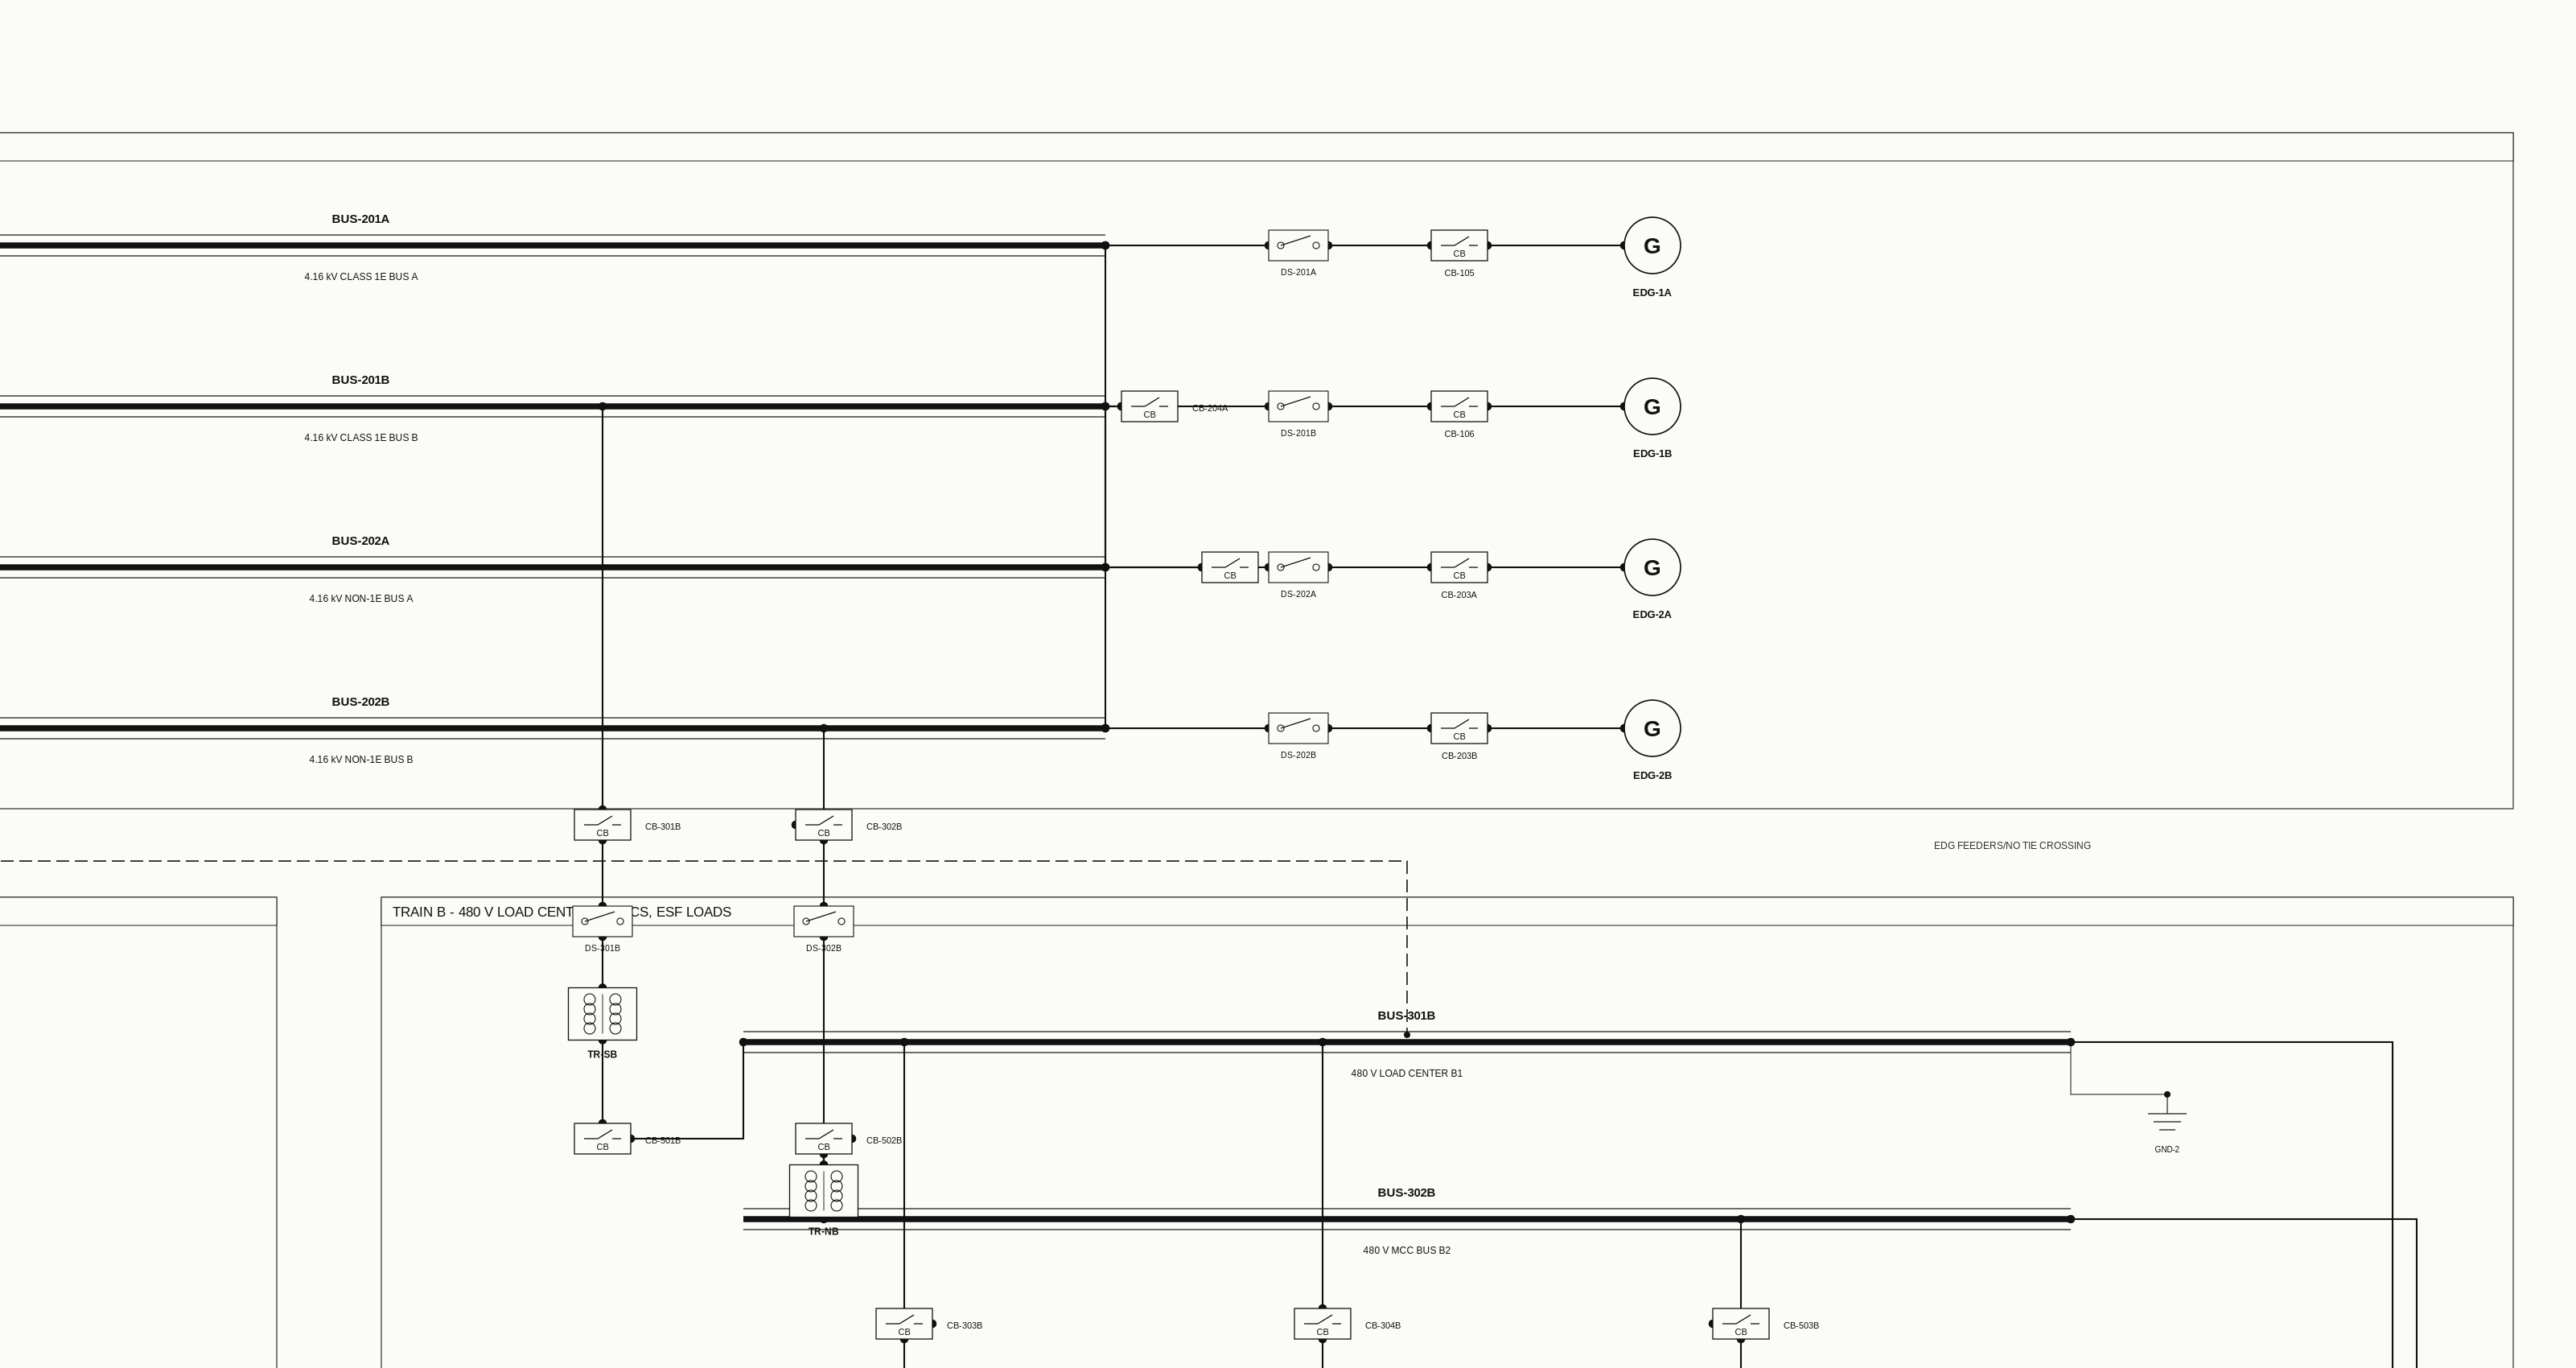 BUS-201A
4.16 kV CLASS 1E BUS A
DS-201A
CB
CB-105
G
EDG-1A
BUS-201B
4.16 kV CLASS 1E BUS B
CB
CB-204A
DS-201B
CB
CB-106
G
EDG-1B
BUS-202A
4.16 kV NON-1E BUS A
CB
DS-202A
CB
CB-203A
G
EDG-2A
BUS-202B
4.16 kV NON-1E BUS B
DS-202B
CB
CB-203B
G
EDG-2B
CB
CB-301B
CB
CB-302B
EDG FEEDERS/NO TIE CROSSING
TRAIN B - 480 V LOAD CENT CS, ESF LOADS
DS-301B
DS-302B
BUS-301B
TR-SB
480 V LOAD CENTER B1
CB
CB-501B
CB
CB-502B
GND-2
BUS-302B
TR-NB
480 V MCC BUS B2
CB
CB-303B
CB
CB-304B
CB
CB-503B